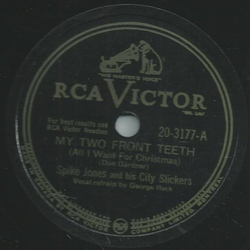 "HIS MASTER'S VOICE"
RCA VICTOR
For best results use
RCA Victor Needles
20-3177-A
MY TWO FRONT TEETH
(All I Want For Christmas)
(Don Gardner)
Spike Jones and his City Slickers
Vocal refrain by George Rock